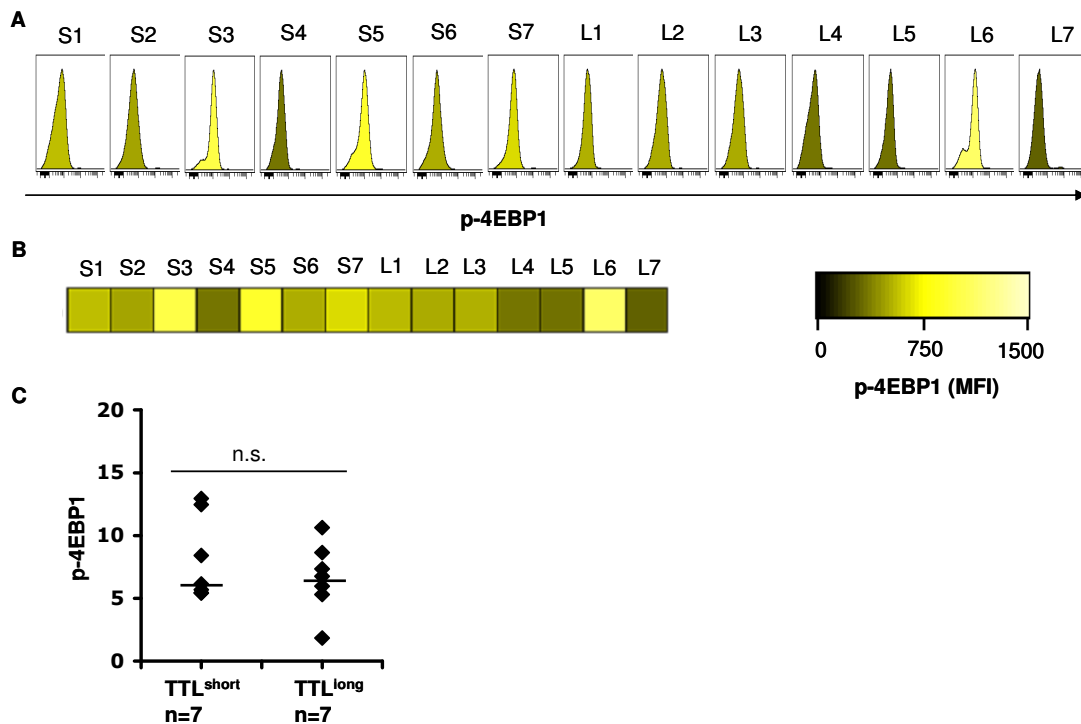 A
S1 S2 S3 S4 S5 S6 S7 L1 L2 L3 L4 L5 L6 L7
p-4EBP1
B
S1 S2 S3 S4 S5 S6 S7 L1 L2 L3 L4 L5 L6 L7
0 750 1500
p-4EBP1 (MFI)
C
20
15
10
5
0
p-4EBP1
n.s.
TTLshort TTLlong
n=7 n=7